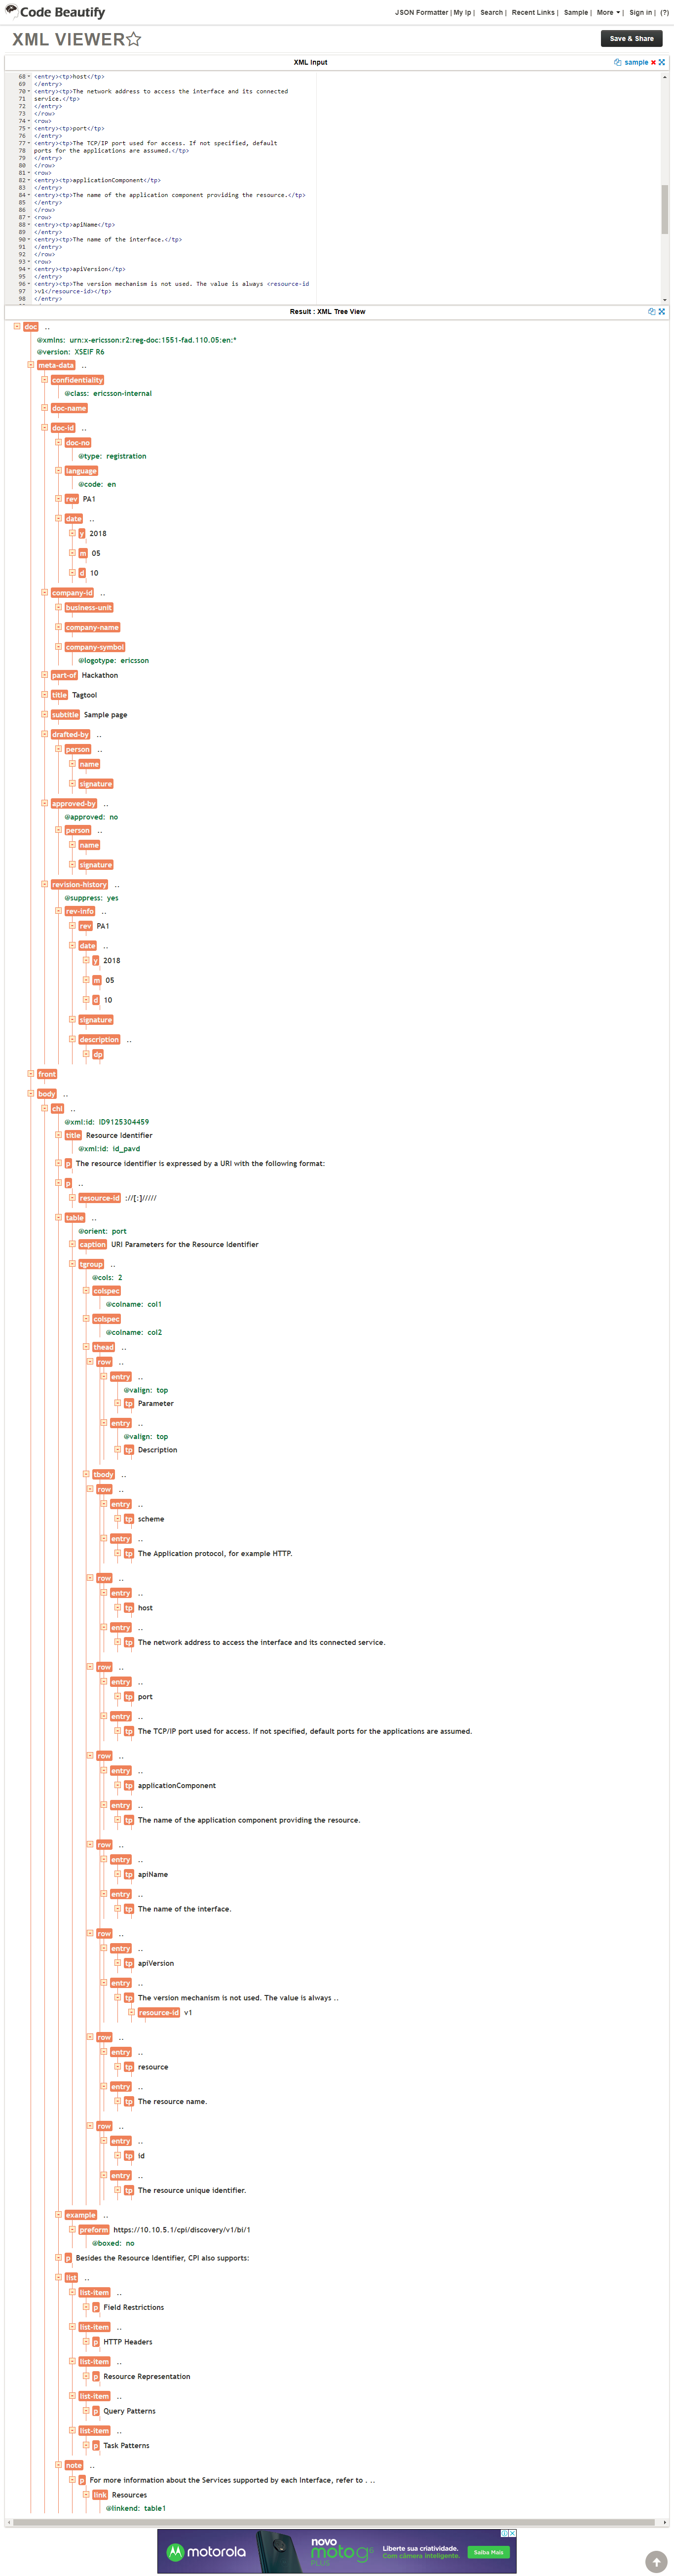 Code Beautify
JSON Formatter | My Ip | Search | Recent Links | Sample | More | Sign in | (?)
XML VIEWER
Save & Share
XML Input
sample
68 <entry><tp>host</tp>
69 </entry>
70 <entry><tp>The network address to access the interface and its connected
71 service.</tp>
72 </entry>
73 </row>
74 <row>
75 <entry><tp>port</tp>
76 </entry>
77 <entry><tp>The TCP/IP port used for access. If not specified, default
78 ports for the applications are assumed.</tp>
79 </entry>
80 </row>
81 <row>
82 <entry><tp>applicationComponent</tp>
83 </entry>
84 <entry><tp>The name of the application component providing the resource.</tp>
85 </entry>
86 </row>
87 <row>
88 <entry><tp>apiName</tp>
89 </entry>
90 <entry><tp>The name of the interface.</tp>
91 </entry>
92 </row>
93 <row>
94 <entry><tp>apiVersion</tp>
95 </entry>
96 <entry><tp>The version mechanism is not used. The value is always <resource-id
97 >v1</resource-id></tp>
98 </entry>
Result : XML Tree View
doc ..
@xmlns: urn:x-ericsson:r2:reg-doc:1551-fad.110.05:en:*
@version: XSEIF R6
meta-data ..
confidentiality
@class: ericsson-internal
doc-name
doc-id ..
doc-no
@type: registration
language
@code: en
rev PA1
date ..
y 2018
m 05
d 10
company-id ..
business-unit
company-name
company-symbol
@logotype: ericsson
part-of Hackathon
title Tagtool
subtitle Sample page
drafted-by ..
person ..
name
signature
approved-by ..
@approved: no
person ..
name
signature
revision-history ..
@suppress: yes
rev-info ..
rev PA1
date ..
y 2018
m 05
d 10
signature
description ..
dp
front
body ..
chl ..
@xml:id: ID9125304459
title Resource Identifier
@xml:id: id_pavd
p The resource identifier is expressed by a URI with the following format:
p ..
resource-id ://[:]/////
table ..
@orient: port
caption URI Parameters for the Resource Identifier
tgroup ..
@cols: 2
colspec
@colname: col1
colspec
@colname: col2
thead ..
row ..
entry ..
@valign: top
tp Parameter
entry ..
@valign: top
tp Description
tbody ..
row ..
entry ..
tp scheme
entry ..
tp The Application protocol, for example HTTP.
row ..
entry ..
tp host
entry ..
tp The network address to access the interface and its connected service.
row ..
entry ..
tp port
entry ..
tp The TCP/IP port used for access. If not specified, default ports for the applications are assumed.
row ..
entry ..
tp applicationComponent
entry ..
tp The name of the application component providing the resource.
row ..
entry ..
tp apiName
entry ..
tp The name of the interface.
row ..
entry ..
tp apiVersion
entry ..
tp The version mechanism is not used. The value is always ..
resource-id v1
row ..
entry ..
tp resource
entry ..
tp The resource name.
row ..
entry ..
tp id
entry ..
tp The resource unique identifier.
example ..
preform https://10.10.5.1/cpi/discovery/v1/bi/1
@boxed: no
p Besides the Resource Identifier, CPI also supports:
list ..
list-item ..
p Field Restrictions
list-item ..
p HTTP Headers
list-item ..
p Resource Representation
list-item ..
p Query Patterns
list-item ..
p Task Patterns
note ..
p For more information about the Services supported by each interface, refer to . ..
link Resources
@linkend: table1
motorola
novo
moto g6
PLUS
Liberte sua criatividade.
Com câmera inteligente.
Saiba Mais